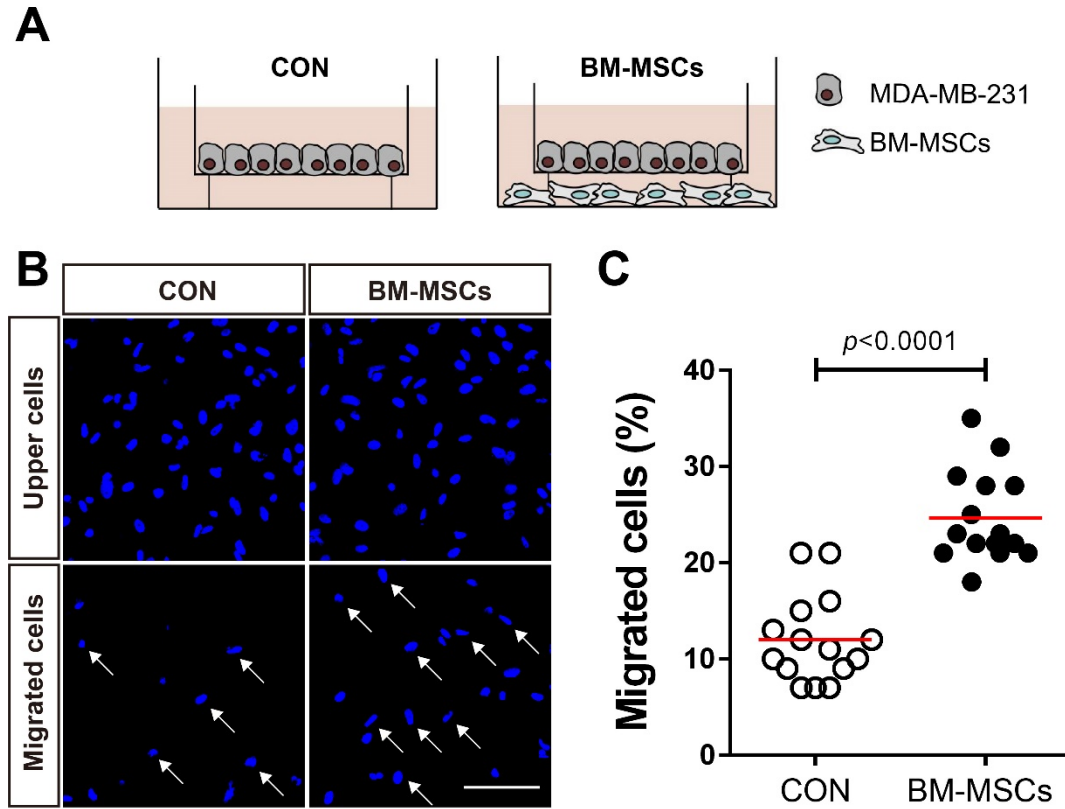 A
CON
BM-MSCs
MDA-MB-231
BM-MSCs
B
CON
BM-MSCs
Upper cells
Migrated cells
C
p<0.0001
Migrated cells (%)
40
30
20
10
0
CON
BM-MSCs